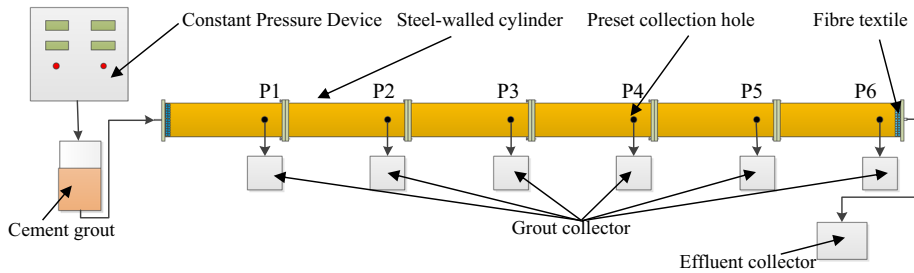 Constant Pressure Device
Steel-walled cylinder
Preset collection hole
Fibre textile
P1
P2
P3
P4
P5
P6
Cement grout
Grout collector
Effluent collector